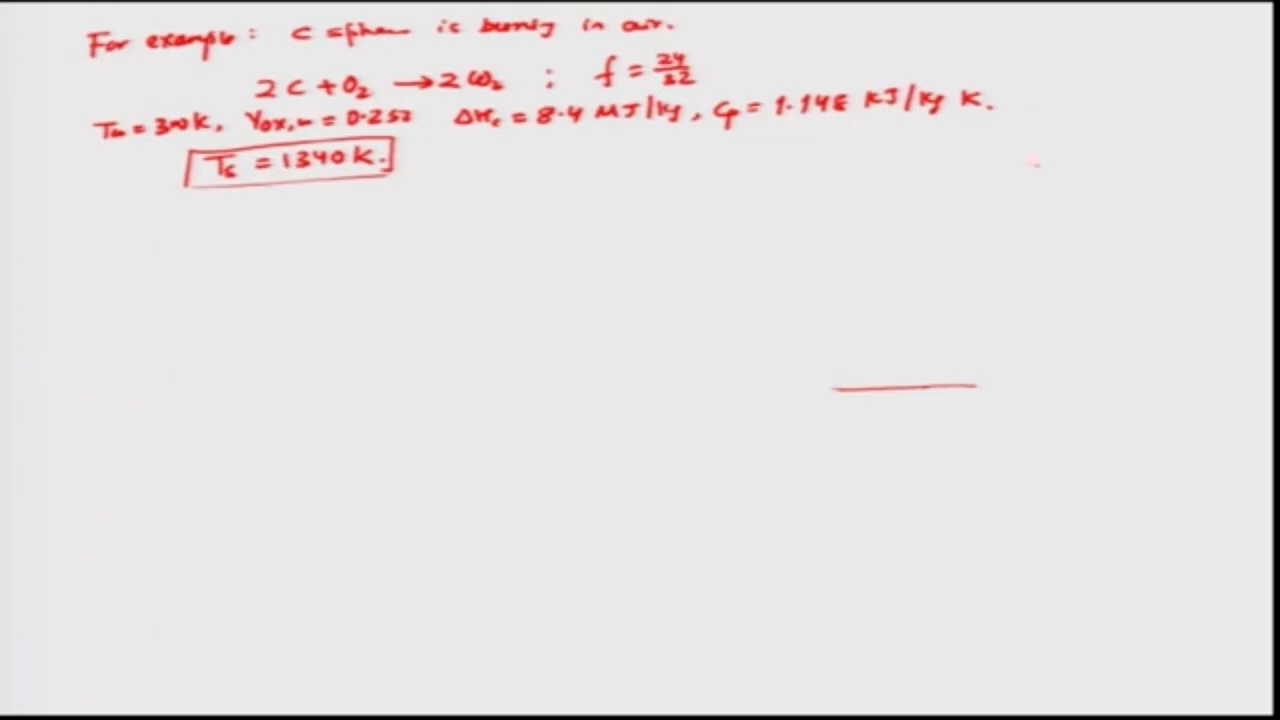 For example : C sphere is burning in air.
2C + O₂ → 2CO₂ ; f = 24/32
T∞ = 300K, Yox,∞ = 0.232 ΔHc = 8.4 MJ/kg, Cp = 1.148 KJ/kg K.
Ts = 1340 K.